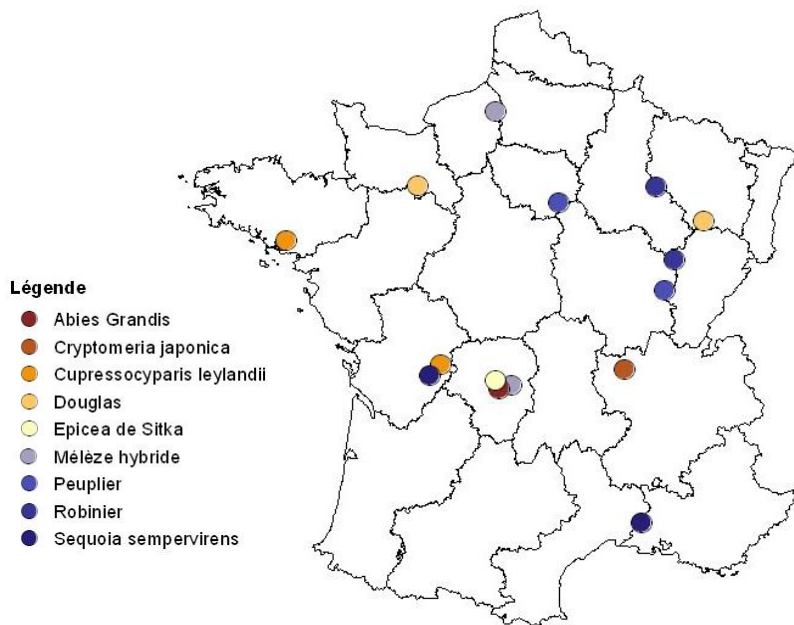 Légende
Abies Grandis
Cryptomeria japonica
Cupressocyparis leylandii
Douglas
Epicea de Sitka
Mélèze hybride
Peuplier
Robinier
Sequoia sempervirens